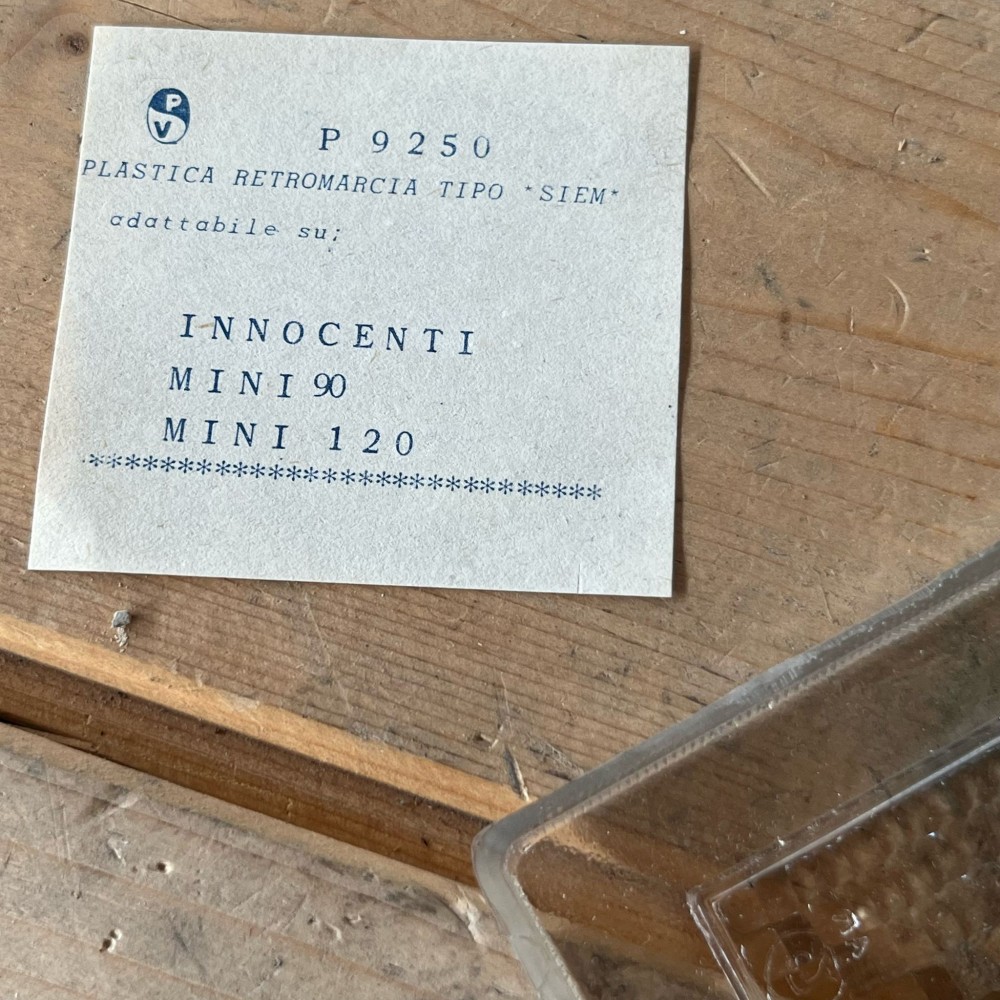 PV
P 9250
PLASTICA RETROMARCIA TIPO *SIEM*
adattabile su;
INNOCENTI
MINI 90
MINI 120
*****************************